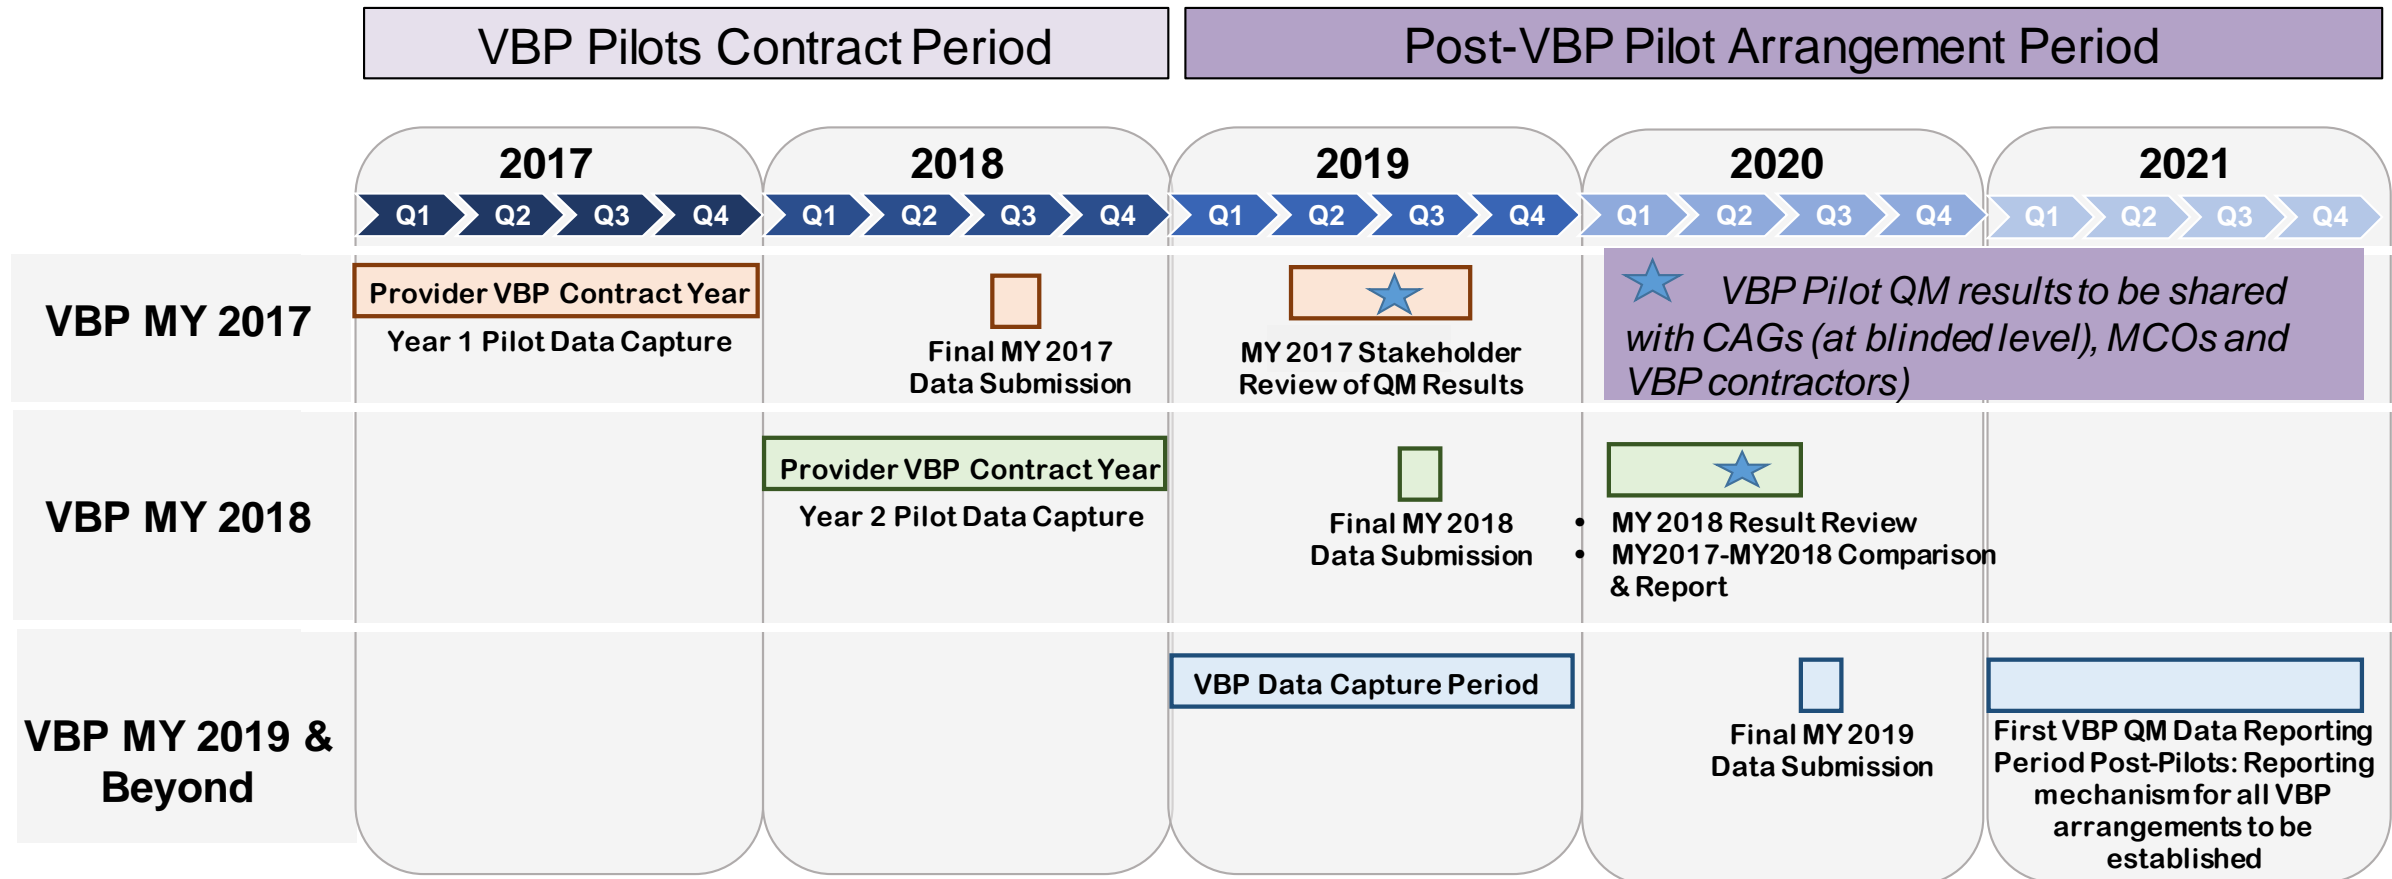 VBP Pilots Contract Period
Post-VBP Pilot Arrangement Period
2017
2018
2019
2020
2021
Q1 Q2 Q3 Q4 Q1 Q2 Q3 Q4 Q1 Q2 Q3 Q4 Q1 Q2 Q3 Q4 Q1 Q2 Q3 Q4
VBP MY 2017
Provider VBP Contract Year
Year 1 Pilot Data Capture
Final MY 2017
Data Submission
MY 2017 Stakeholder
Review of QM Results
VBP Pilot QM results to be shared
with CAGs (at blinded level), MCOs and
VBP contractors)
VBP MY 2018
Provider VBP Contract Year
Year 2 Pilot Data Capture
Final MY 2018
Data Submission
• MY 2018 Result Review
• MY2017-MY2018 Comparison
& Report
VBP MY 2019 &
Beyond
VBP Data Capture Period
Final MY 2019
Data Submission
First VBP QM Data Reporting
Period Post-Pilots: Reporting
mechanism for all VBP
arrangements to be
established